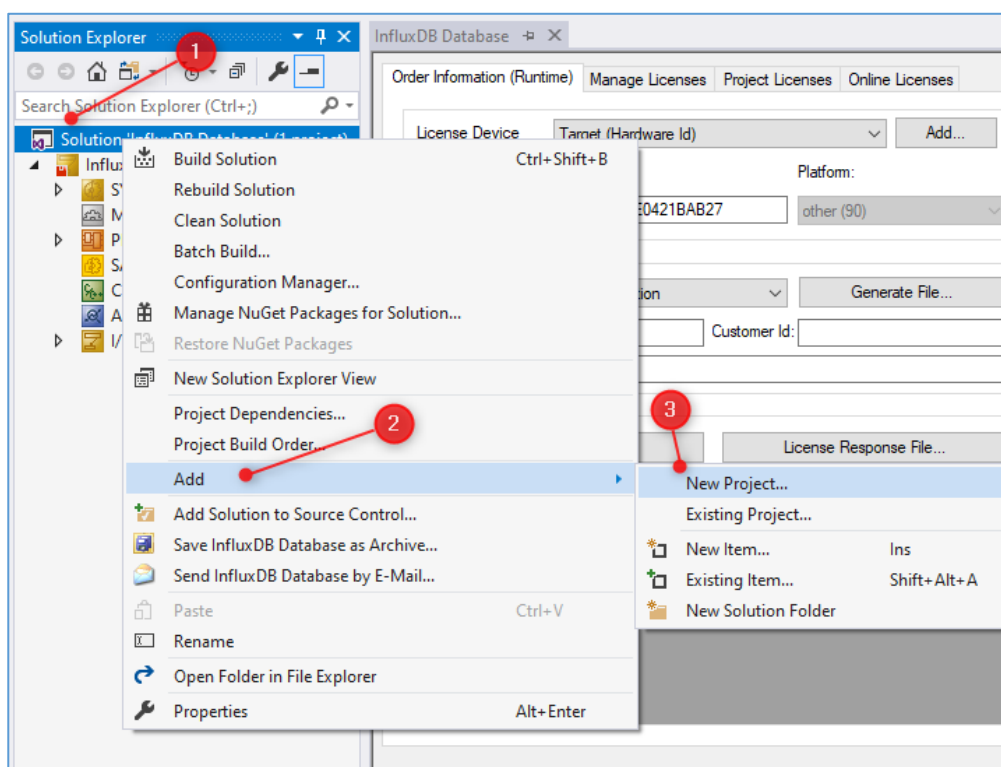 Solution Explorer
InfluxDB Database
1
Search Solution Explorer (Ctrl+;)
Solution 'InfluxDB Database' (1 project)
Order Information (Runtime)
Manage Licenses
Project Licenses
Online Licenses
License Device
Target (Hardware Id)
Add...
Platform:
E0421BAB27
other (90)
Generate File...
Customer Id:
License Response File...
Build Solution Ctrl+Shift+B
Rebuild Solution
Clean Solution
Batch Build...
Configuration Manager...
Manage NuGet Packages for Solution...
Restore NuGet Packages
New Solution Explorer View
Project Dependencies...
2
Project Build Order...
Add
Add Solution to Source Control...
Save InfluxDB Database as Archive...
Send InfluxDB Database by E-Mail...
Paste Ctrl+V
Rename
Open Folder in File Explorer
Properties Alt+Enter
3
New Project...
Existing Project...
New Item... Ins
Existing Item... Shift+Alt+A
New Solution Folder